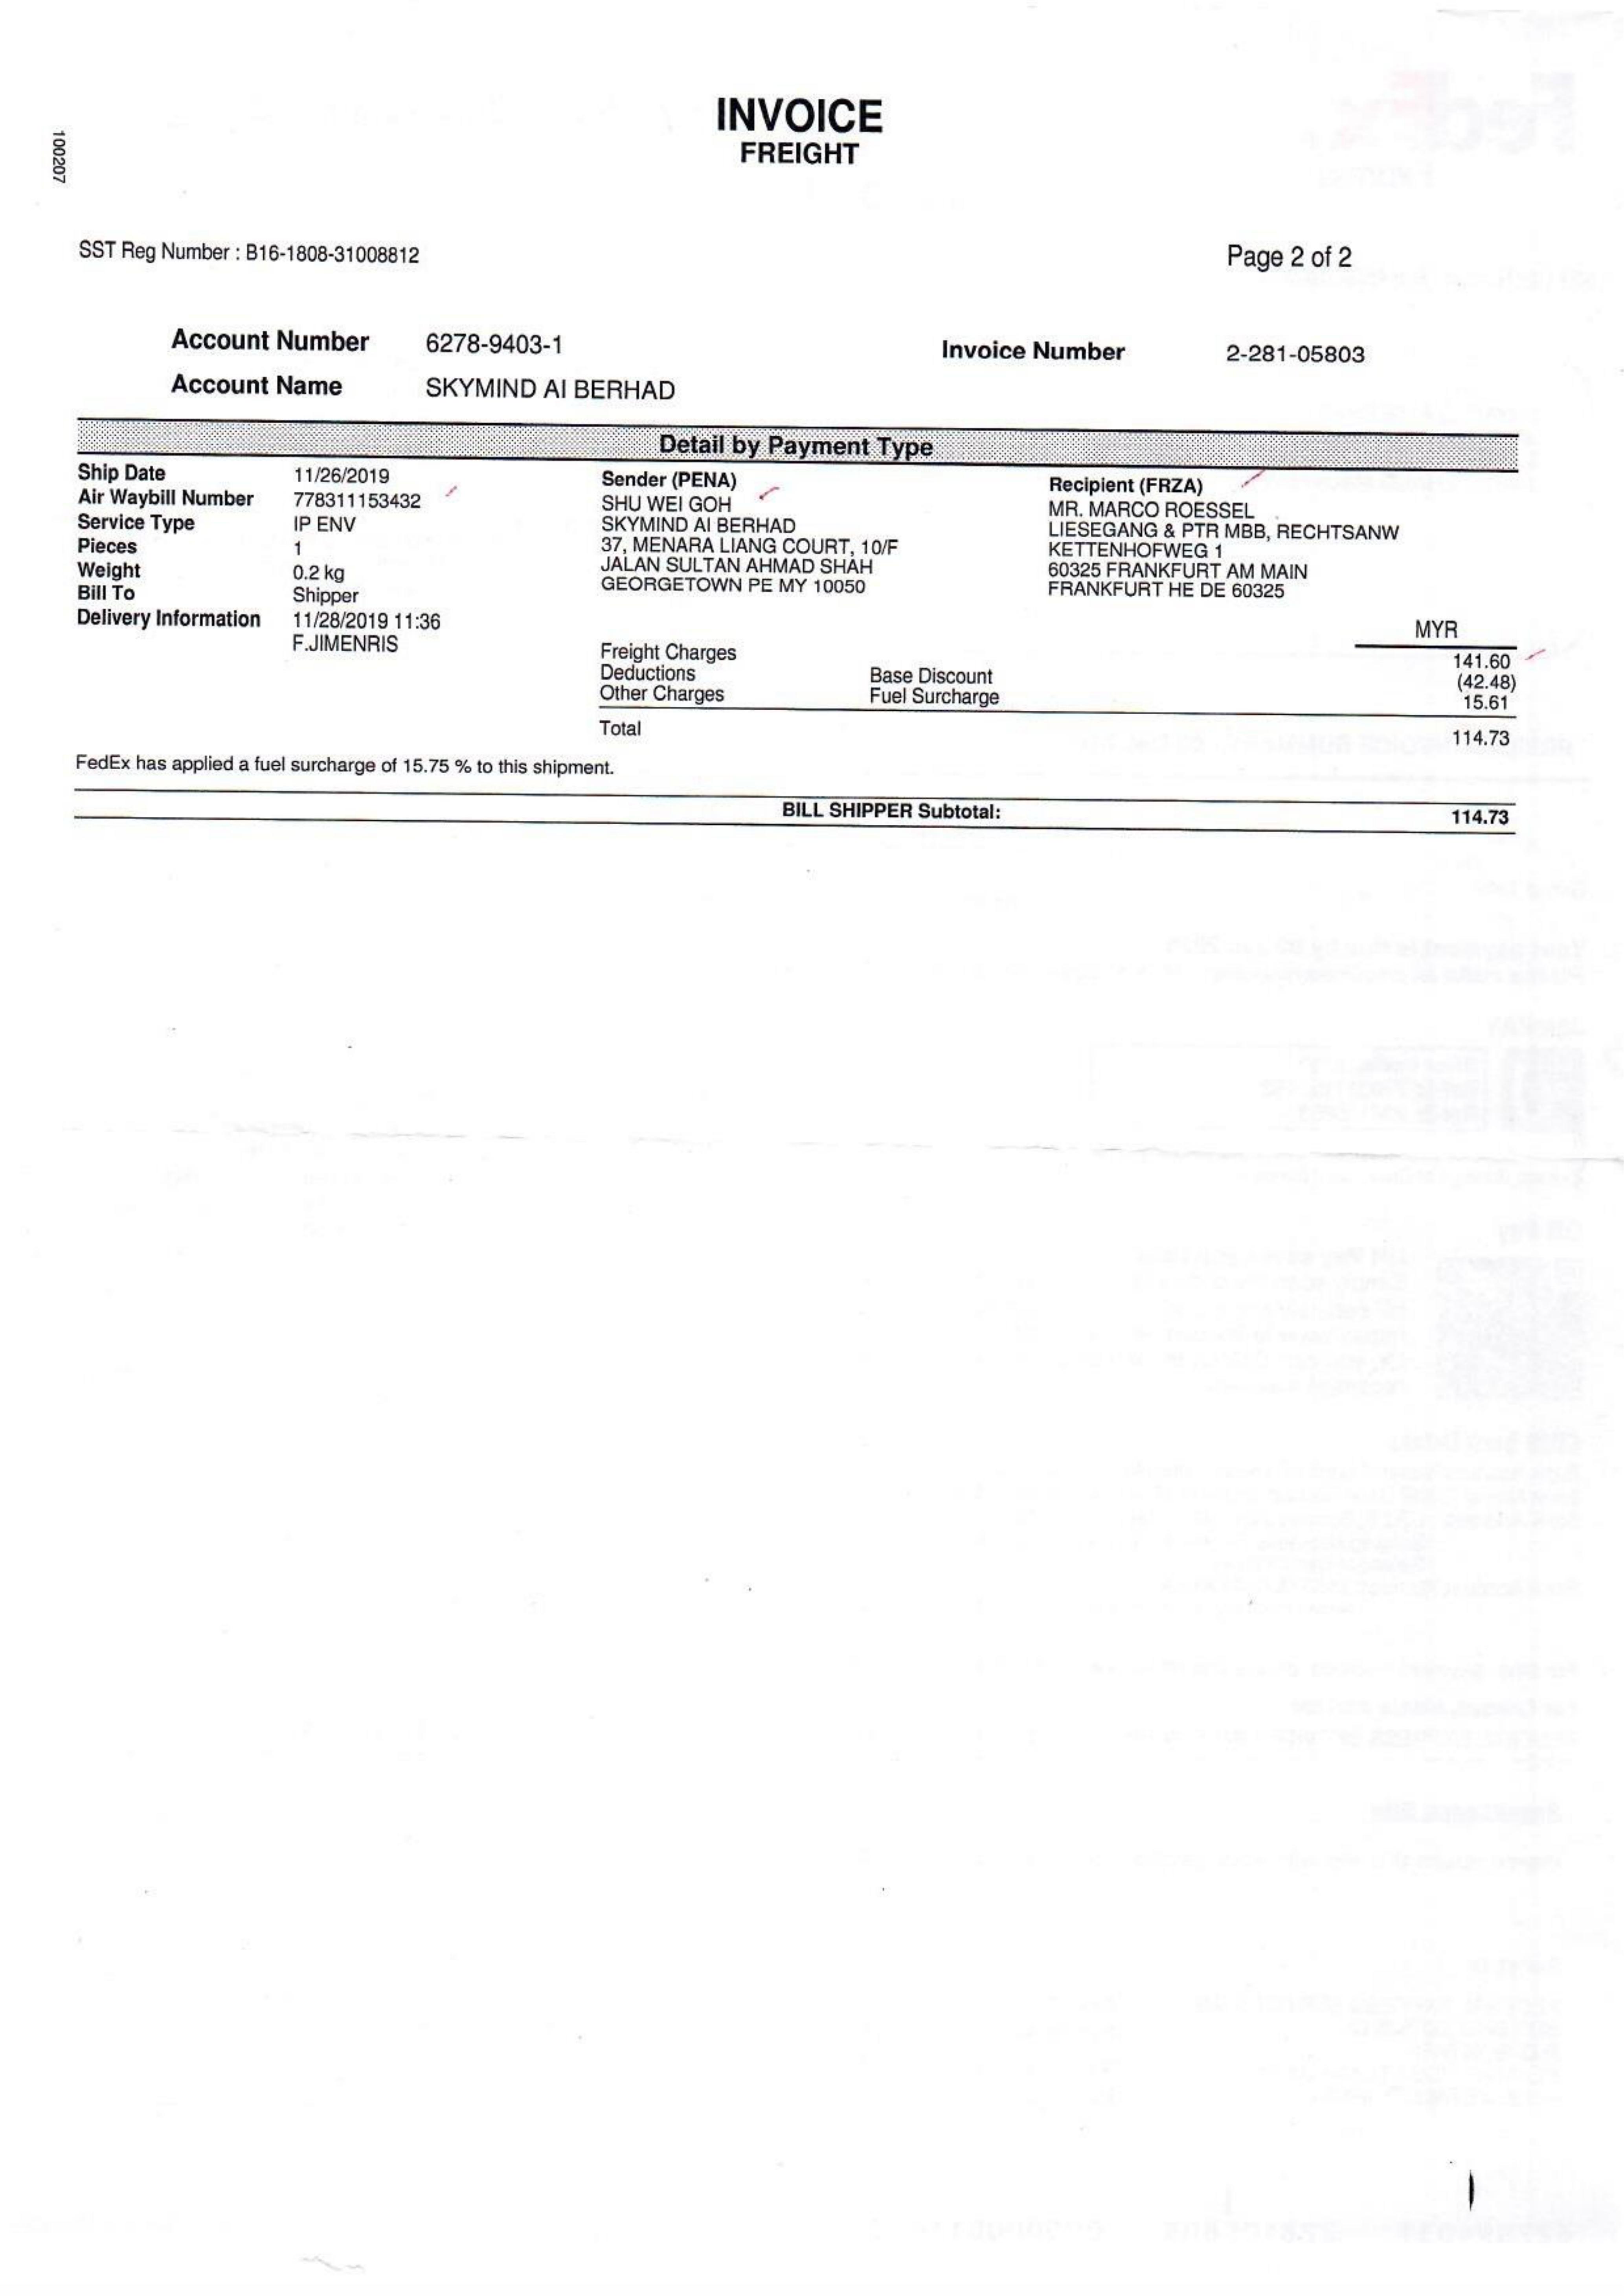 INVOICE
FREIGHT
100207
SST Reg Number : B16-1808-31008812
Page 2 of 2
Account Number 6278-9403-1
Invoice Number 2-281-05803
Account Name SKYMIND AI BERHAD
Detail by Payment Type
Ship Date 11/26/2019
Air Waybill Number 778311153432
Service Type IP ENV
Pieces 1
Weight 0.2 kg
Bill To Shipper
Delivery Information 11/28/2019 11:36
F.JIMENRIS
Sender (PENA)
SHU WEI GOH
SKYMIND AI BERHAD
37, MENARA LIANG COURT, 10/F
JALAN SULTAN AHMAD SHAH
GEORGETOWN PE MY 10050
Recipient (FRZA)
MR. MARCO ROESSEL
LIESEGANG & PTR MBB, RECHTSANW
KETTENHOFWEG 1
60325 FRANKFURT AM MAIN
FRANKFURT HE DE 60325
MYR
Freight Charges 141.60
Deductions Base Discount (42.48)
Other Charges Fuel Surcharge 15.61
Total 114.73
FedEx has applied a fuel surcharge of 15.75 % to this shipment.
BILL SHIPPER Subtotal: 114.73